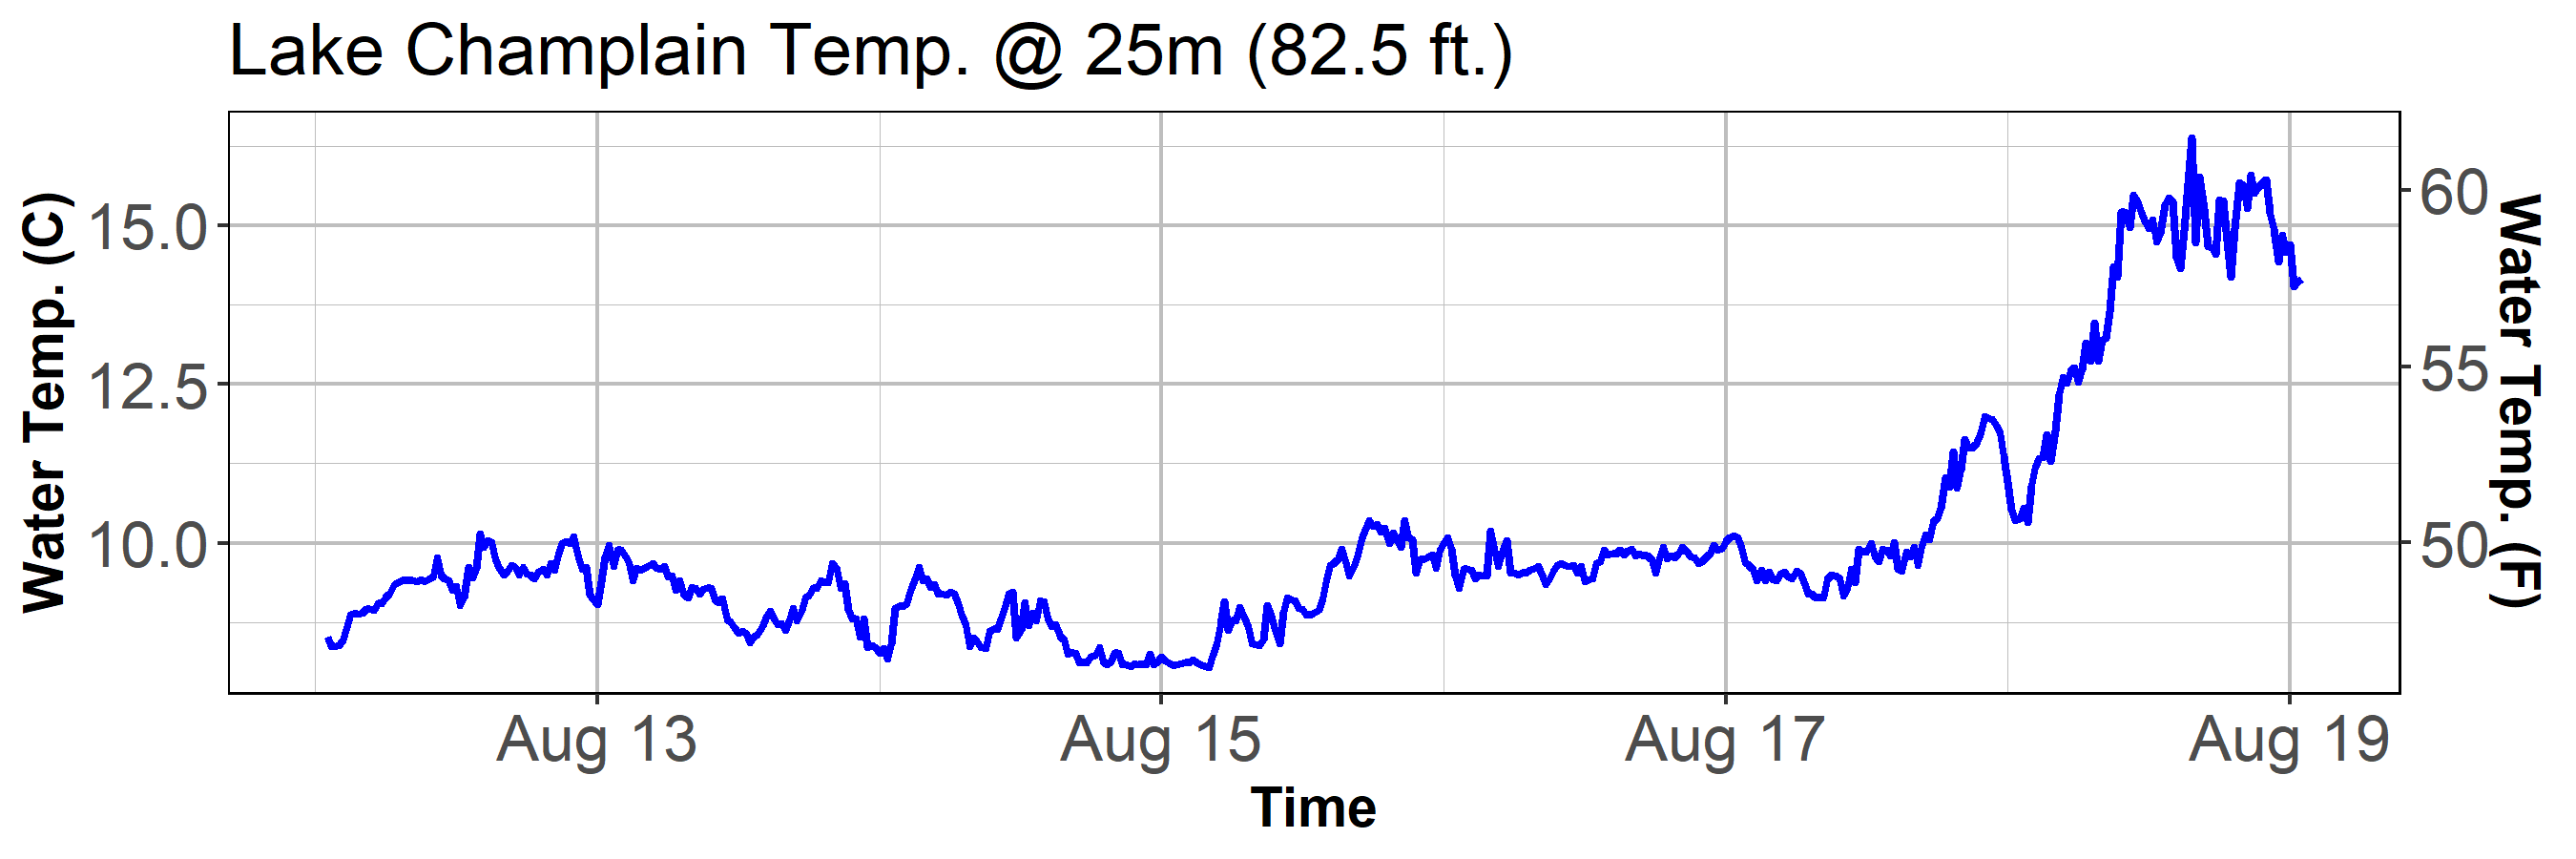 Lake Champlain Temp. @ 25m (82.5 ft.)
Water Temp. (C)
15.0
12.5
10.0
60
55
50
Water Temp. (F)
Aug 13
Aug 15
Aug 17
Aug 19
Time